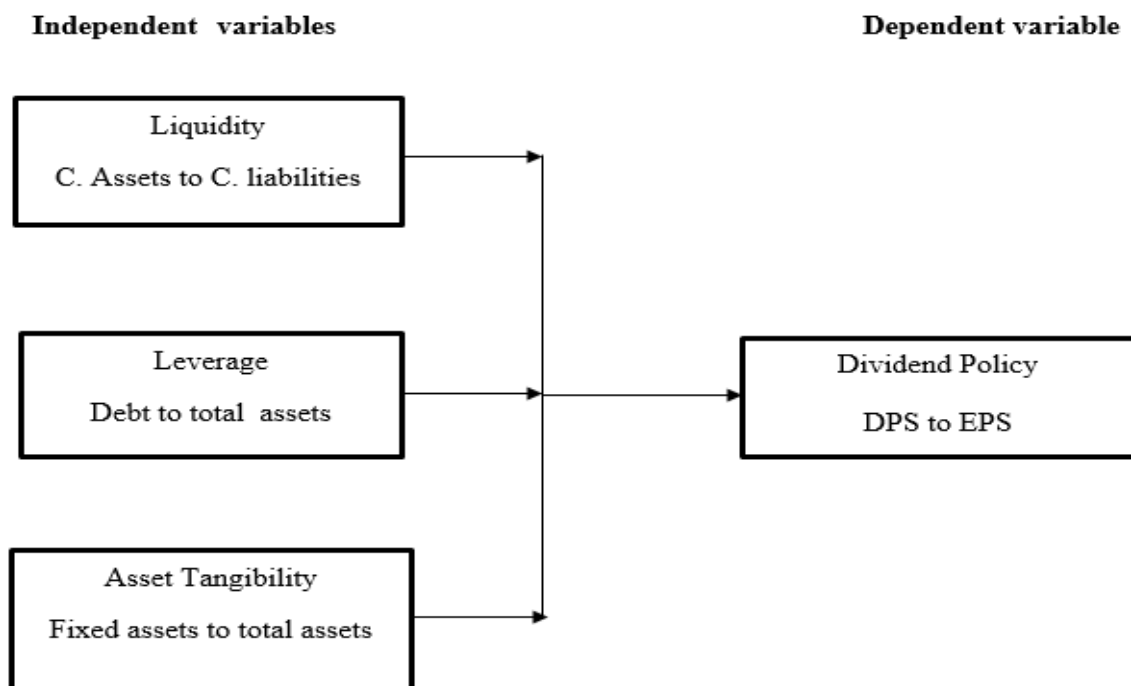 Independent variables
Dependent variable
Liquidity
C. Assets to C. liabilities
Leverage
Debt to total assets
Dividend Policy
DPS to EPS
Asset Tangibility
Fixed assets to total assets